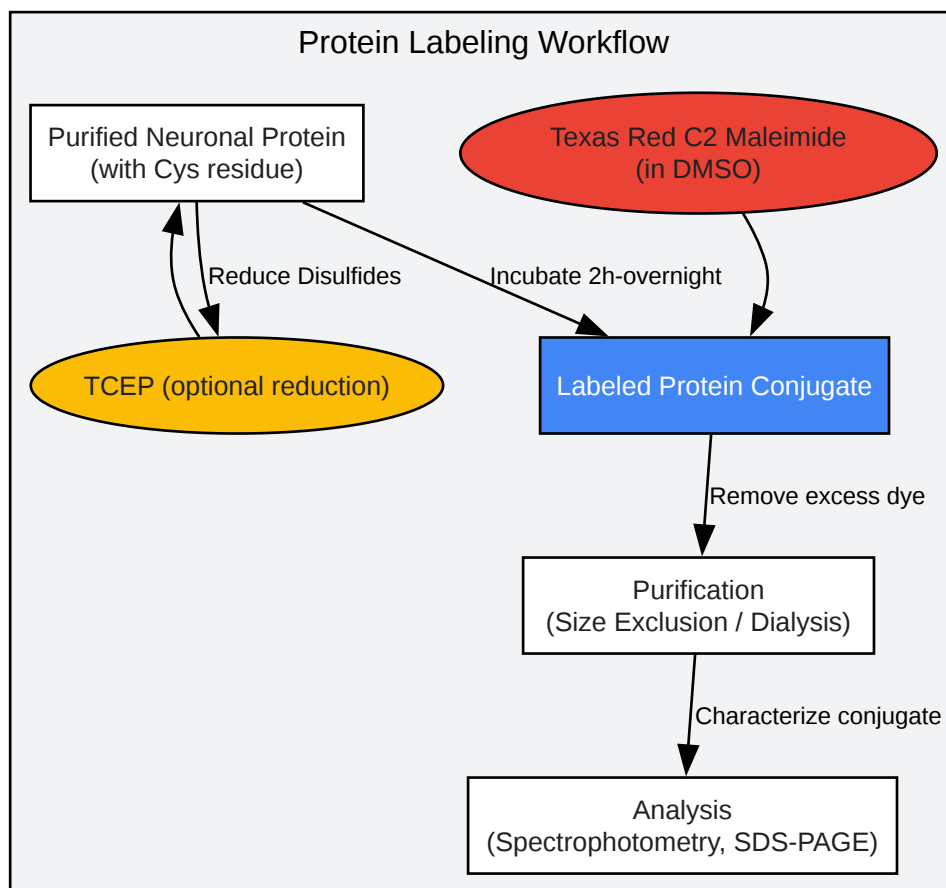 Protein Labeling Workflow
Purified Neuronal Protein
(with Cys residue)
Texas Red C2 Maleimide
(in DMSO)
Reduce Disulfides
Incubate 2h-overnight
TCEP (optional reduction)
Labeled Protein Conjugate
Remove excess dye
Purification
(Size Exclusion / Dialysis)
Characterize conjugate
Analysis
(Spectrophotometry, SDS-PAGE)